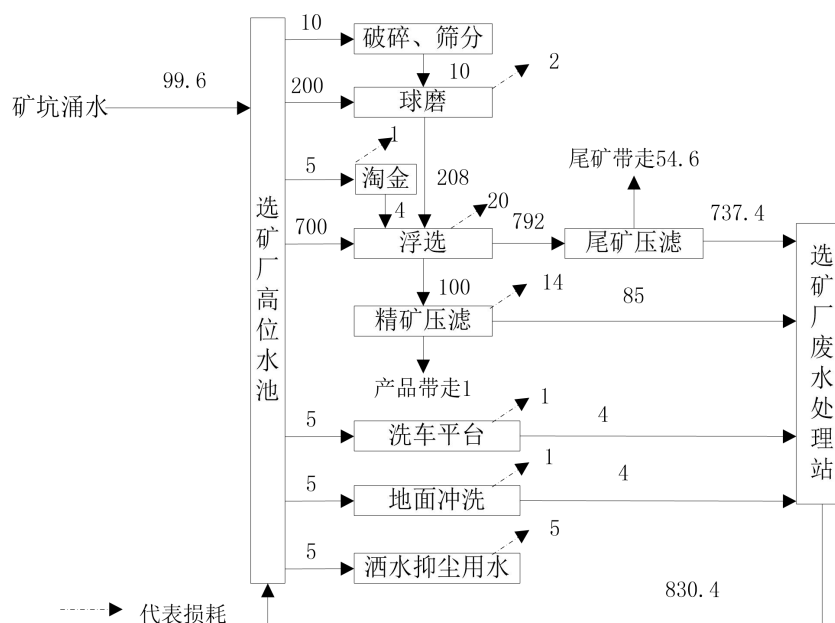 10
破碎、筛分
99.6
200
10
2
矿坑涌水
球磨
1
5
淘金
208
尾矿带走54.6
4
20
700
浮选
792
尾矿压滤
737.4
选矿厂高位水池
100
14
85
精矿压滤
选矿厂废水处理站
产品带走1
1
5
洗车平台
4
1
5
地面冲洗
4
5
5
洒水抑尘用水
830.4
代表损耗